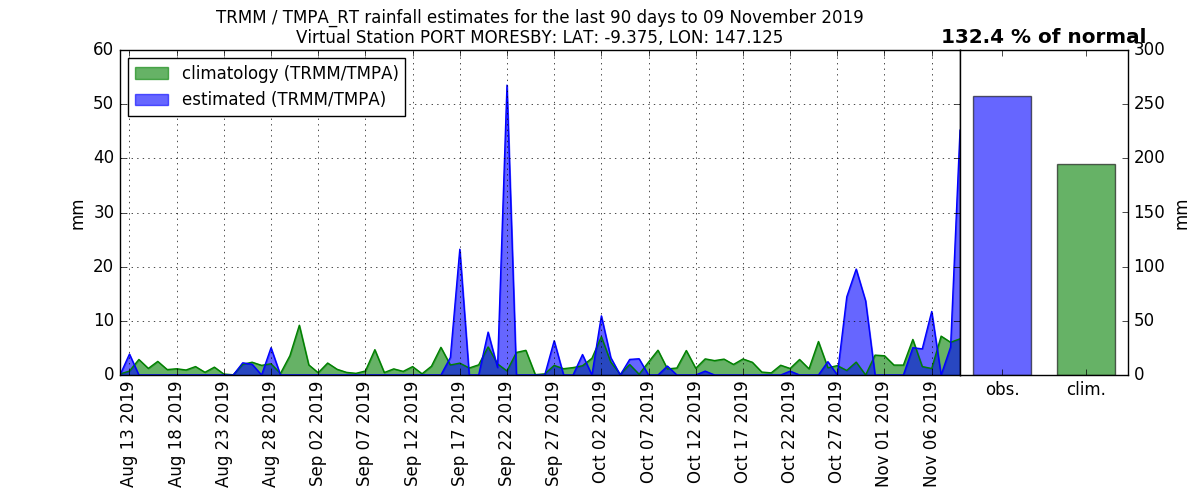 TRMM / TMPA_RT rainfall estimates for the last 90 days to 09 November 2019
Virtual Station PORT MORESBY: LAT: -9.375, LON: 147.125
132.4 % of normal
climatology (TRMM/TMPA)
estimated (TRMM/TMPA)
mm
60
50
40
30
20
10
0
Aug 13 2019
Aug 18 2019
Aug 23 2019
Aug 28 2019
Sep 02 2019
Sep 07 2019
Sep 12 2019
Sep 17 2019
Sep 22 2019
Sep 27 2019
Oct 02 2019
Oct 07 2019
Oct 12 2019
Oct 17 2019
Oct 22 2019
Oct 27 2019
Nov 01 2019
Nov 06 2019
obs.
clim.
300
250
200
150
100
50
0
mm